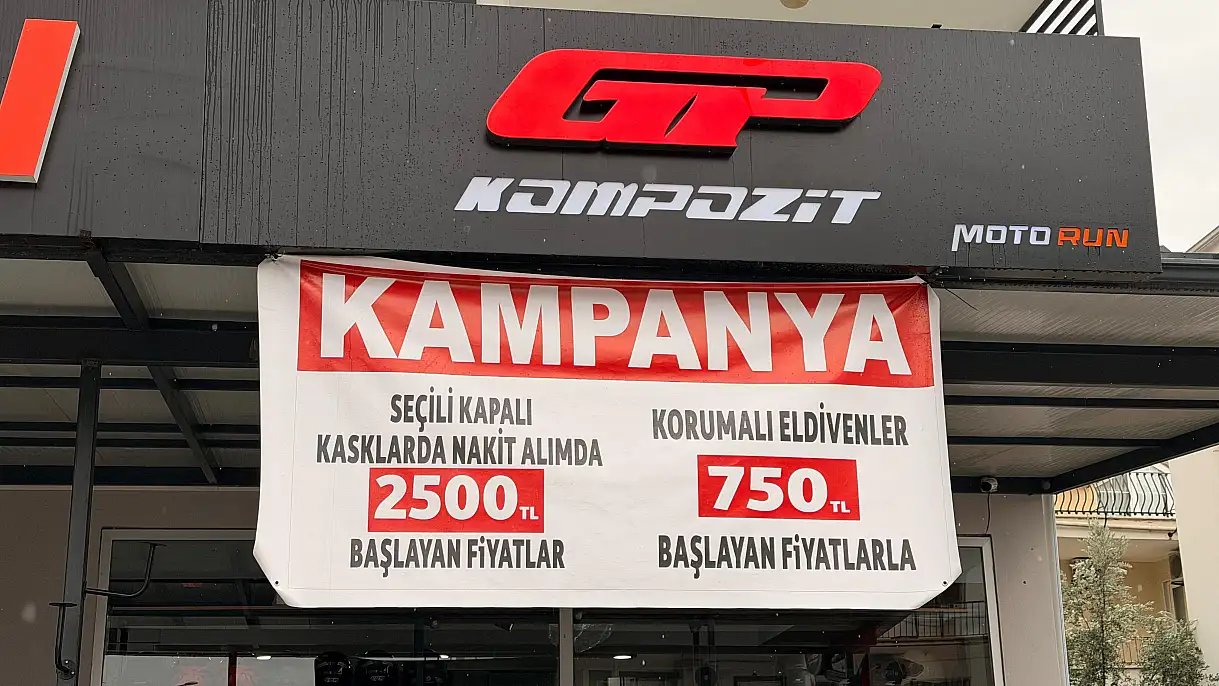 GP
KOMPOZİT
MOTO RUN
KAMPANYA
SEÇİLİ KAPALI
KASKLARDA NAKİT ALIMDA
2500 TL
BAŞLAYAN FİYATLAR
KORUMALI ELDİVENLER
750 TL
BAŞLAYAN FİYATLARLA